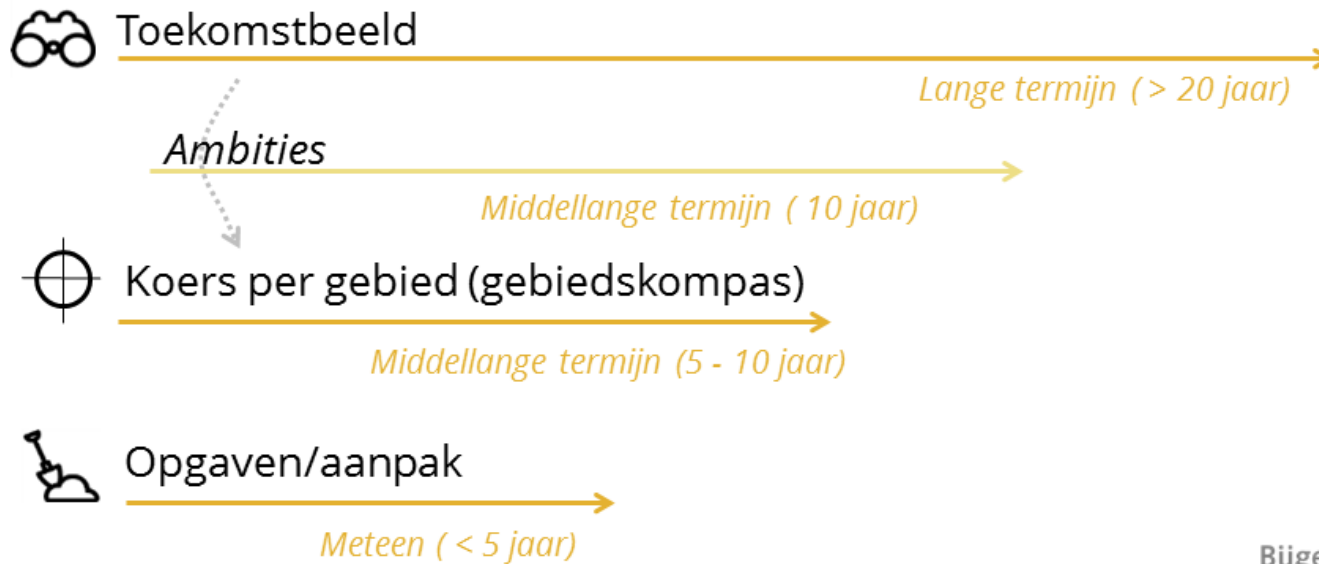 Toekomstbeeld
Lange termijn ( > 20 jaar)
Ambities
Middellange termijn ( 10 jaar)
Koers per gebied (gebiedskompas)
Middellange termijn (5 - 10 jaar)
Opgaven/aanpak
Meteen ( < 5 jaar)